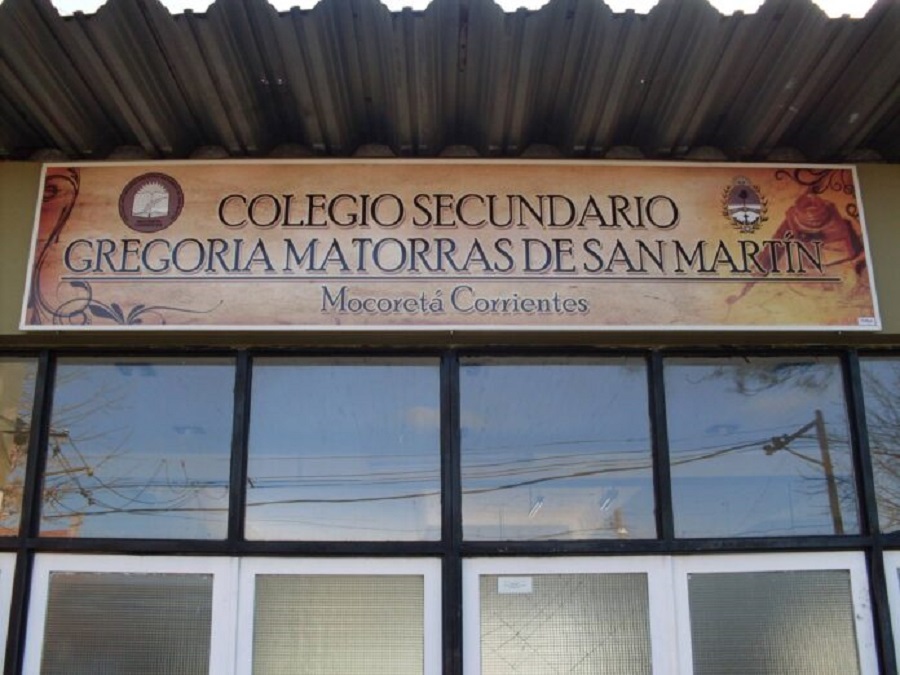 COLEGIO SECUNDARIO
GREGORIA MATORRAS DE SAN MARTÍN
Mocoretá Corrientes